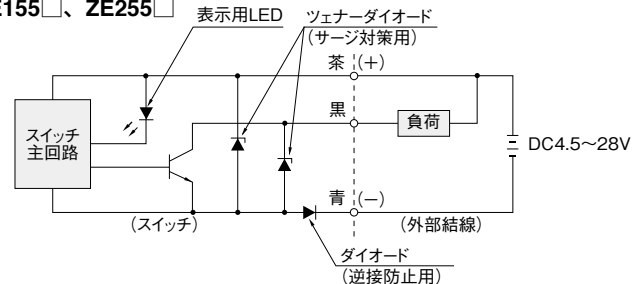 E155□、ZE255□
表示用LED
ツェナーダイオード
(サージ対策用)
茶 (+)
黒
スイッチ
主回路
負荷
DC4.5～28V
青 (−)
(スイッチ)
(外部結線)
ダイオード
(逆接防止用)